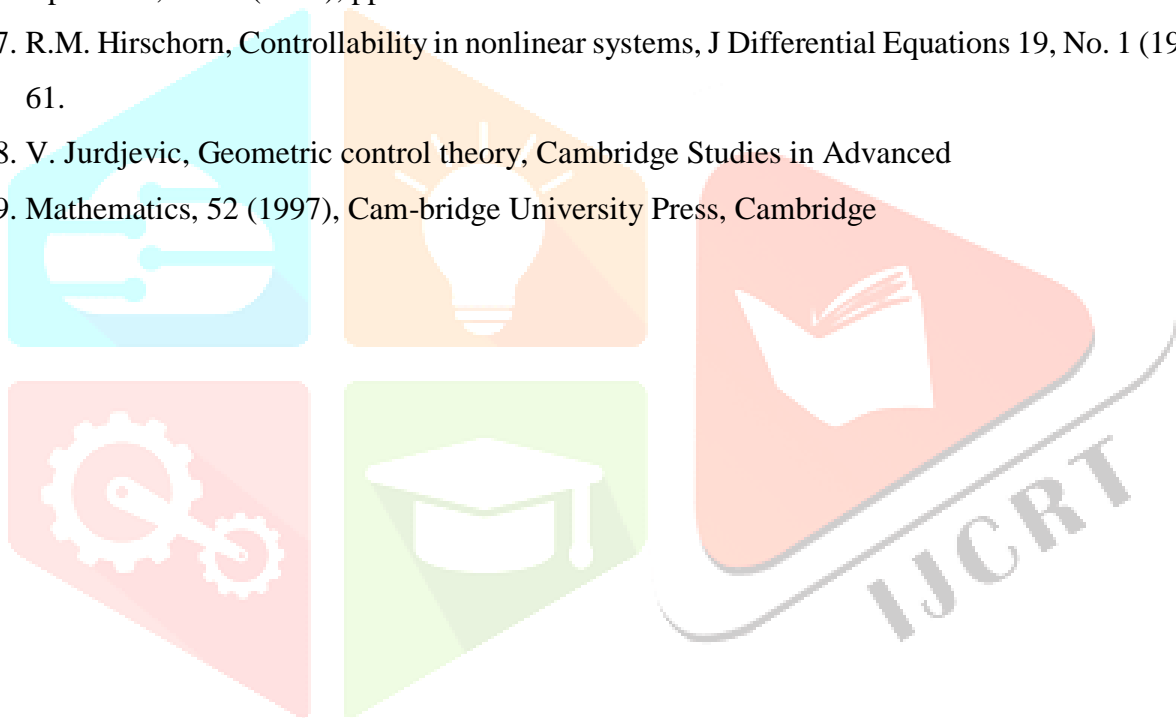 7. R.M. Hirschorn, Controllability in nonlinear systems, J Differential Equations 19, No. 1 (19
61.
8. V. Jurdjevic, Geometric control theory, Cambridge Studies in Advanced
9. Mathematics, 52 (1997), Cam-bridge University Press, Cambridge
IJCRT